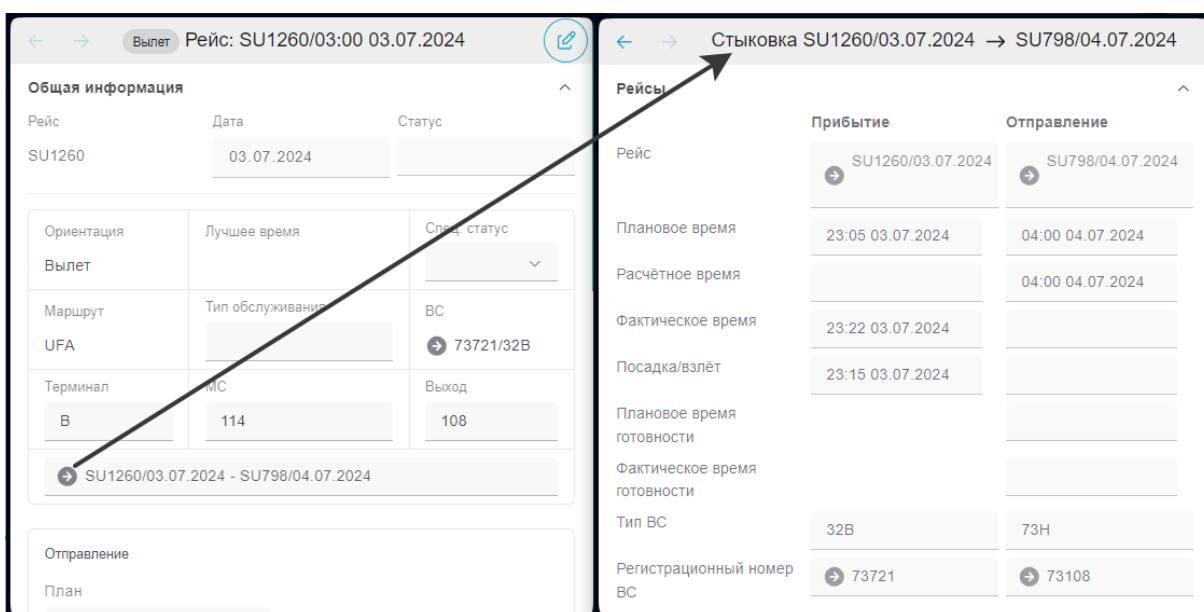 Вылет Рейс: SU1260/03:00 03.07.2024
Общая информация
Рейс Дата Статус
SU1260 03.07.2024
Ориентация Лучшее время Спец. статус
Вылет
Маршрут Тип обслуживания ВС
UFA 73721/32B
Терминал МС Выход
B 114 108
SU1260/03.07.2024 - SU798/04.07.2024
Отправление
План
Стыковка SU1260/03.07.2024 → SU798/04.07.2024
Рейсы
Прибытие Отправление
Рейс SU1260/03.07.2024 SU798/04.07.2024
Плановое время 23:05 03.07.2024 04:00 04.07.2024
Расчётное время 04:00 04.07.2024
Фактическое время 23:22 03.07.2024
Посадка/взлёт 23:15 03.07.2024
Плановое время
готовности
Фактическое время
готовности
Тип ВС 32B 73H
Регистрационный номер
ВС 73721 73108